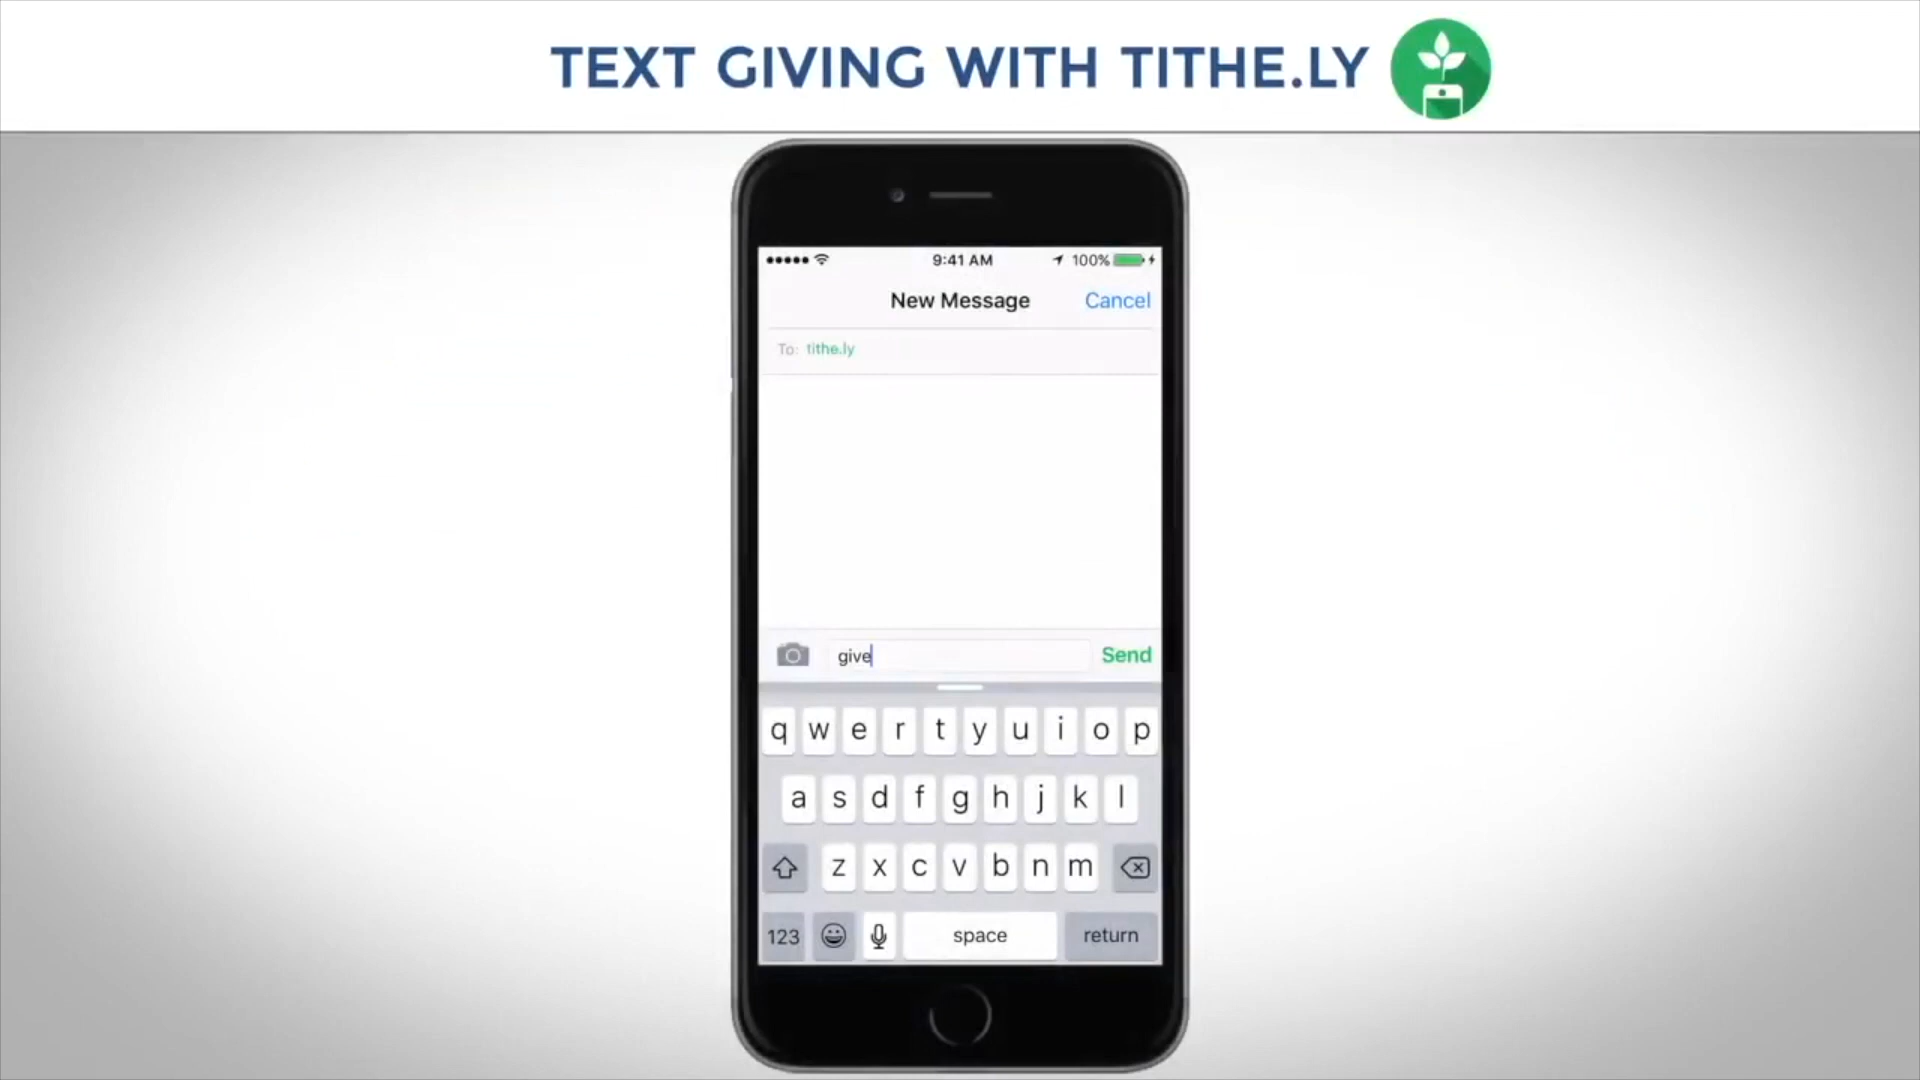 TEXT GIVING WITH TITHE.LY
9:41 AM 100%
New Message Cancel
To: tithe.ly
give Send
q w e r t y u i o p
a s d f g h j k l
z x c v b n m
123 space return